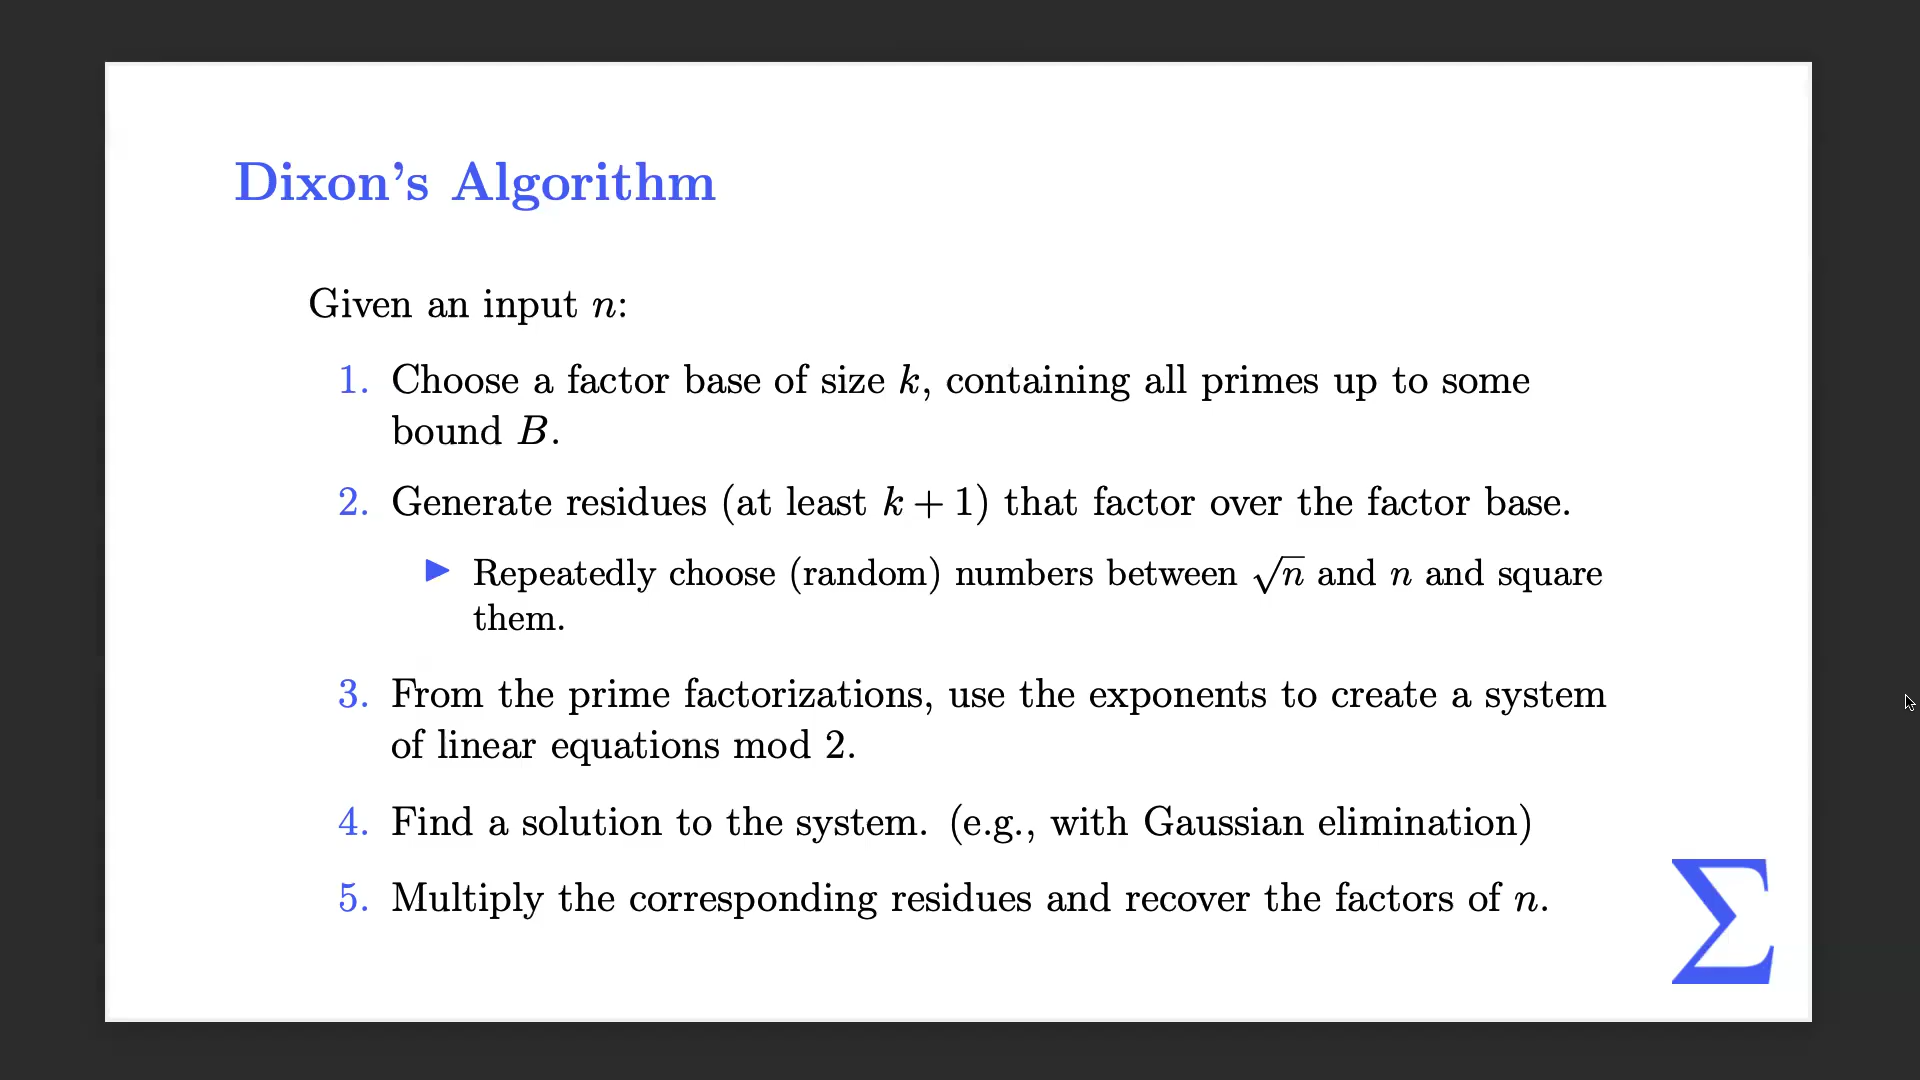 Dixon's Algorithm
Given an input n:
1. Choose a factor base of size k, containing all primes up to some
bound B.
2. Generate residues (at least k + 1) that factor over the factor base.
▶ Repeatedly choose (random) numbers between √n and n and square
them.
3. From the prime factorizations, use the exponents to create a system
of linear equations mod 2.
4. Find a solution to the system. (e.g., with Gaussian elimination)
5. Multiply the corresponding residues and recover the factors of n.
Σ